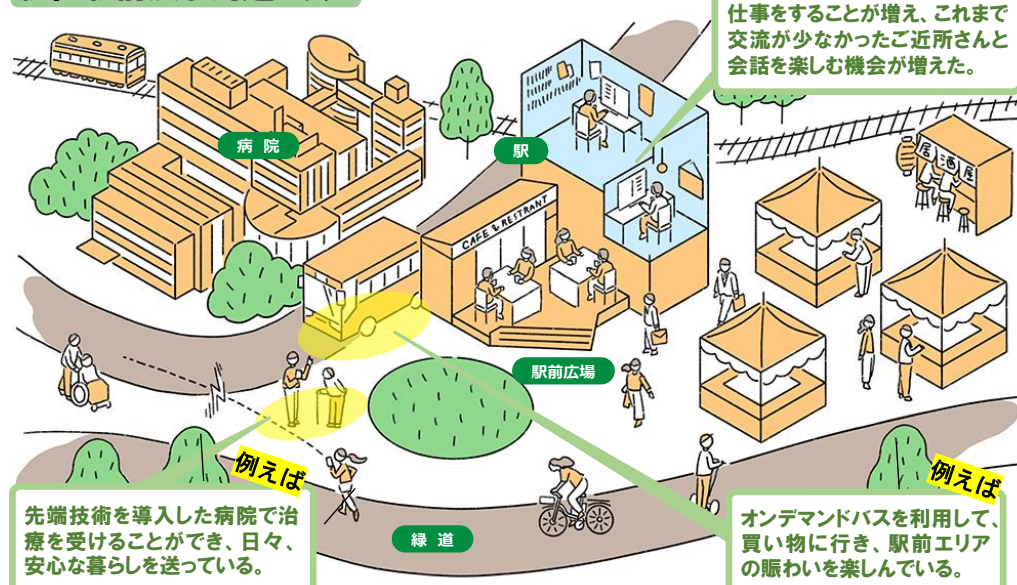 仕事をすることが増え、これまで
交流が少なかったご近所さんと
会話を楽しむ機会が増えた。
病院
駅
居酒屋
CAFE & RESTRANT
駅前広場
例えば
先端技術を導入した病院で治
療を受けることができ、日々、
安心な暮らしを送っている。
緑道
例えば
オンデマンドバスを利用して、
買い物に行き、駅前エリア
の賑わいを楽しんでいる。